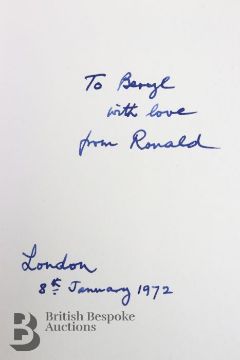 To Beryl
with love
from Ronald
London
8th January 1972
British Bespoke
Auctions